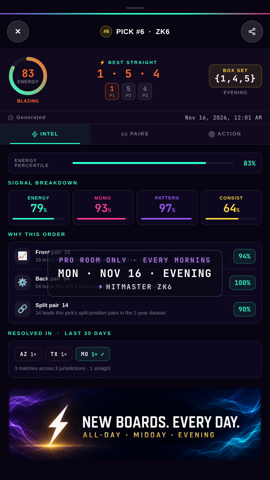 #6 PICK #6 · ZK6
83
ENERGY
BLAZING
⚡ BEST STRAIGHT
1 · 5 · 4
1 5 4
P1 P2 P3
BOX SET
{1,4,5}
EVENING
Generated
Nov 16, 2026, 12:01 AM
INTEL
PAIRS
ACTION
ENERGY
PERCENTILE
83%
SIGNAL BREAKDOWN
ENERGY MOMO PATTERN CONSIST
79% 93% 97% 64%
WHY THIS ORDER
Front pair 15
94%
PRO ROOM ONLY · EVERY MORNING
MON · NOV 16 · EVENING
⚡ HITMASTER ZK6
100%
Split pair 14
14 leads this pick's split-position pairs in the 1-year dataset
90%
RESOLVED IN · LAST 30 DAYS
AZ 1× TX 1× MO 1× ✓
3 matches across 3 jurisdictions · 1 straight
NEW BOARDS. EVERY DAY.
ALL-DAY · MIDDAY · EVENING